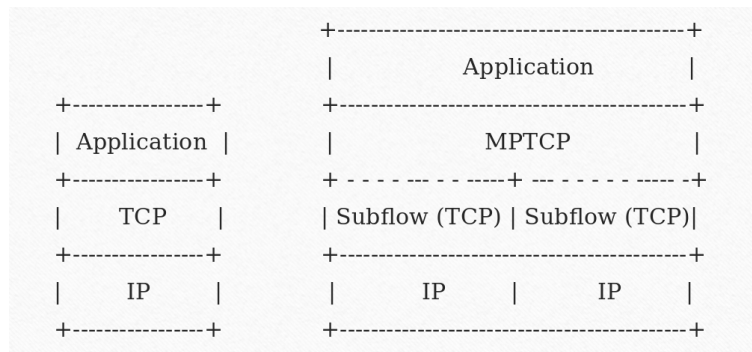 +---------------------------------------------+
| Application |
+-----------------+ +---------------------------------------------+
| Application | | MPTCP |
+-----------------+ + - - - - --- - - -----+ --- - - - - ---- -+
| TCP | | Subflow (TCP) | Subflow (TCP)|
+-----------------+ +---------------------------------------------+
| IP | | IP | IP |
+-----------------+ +---------------------------------------------+